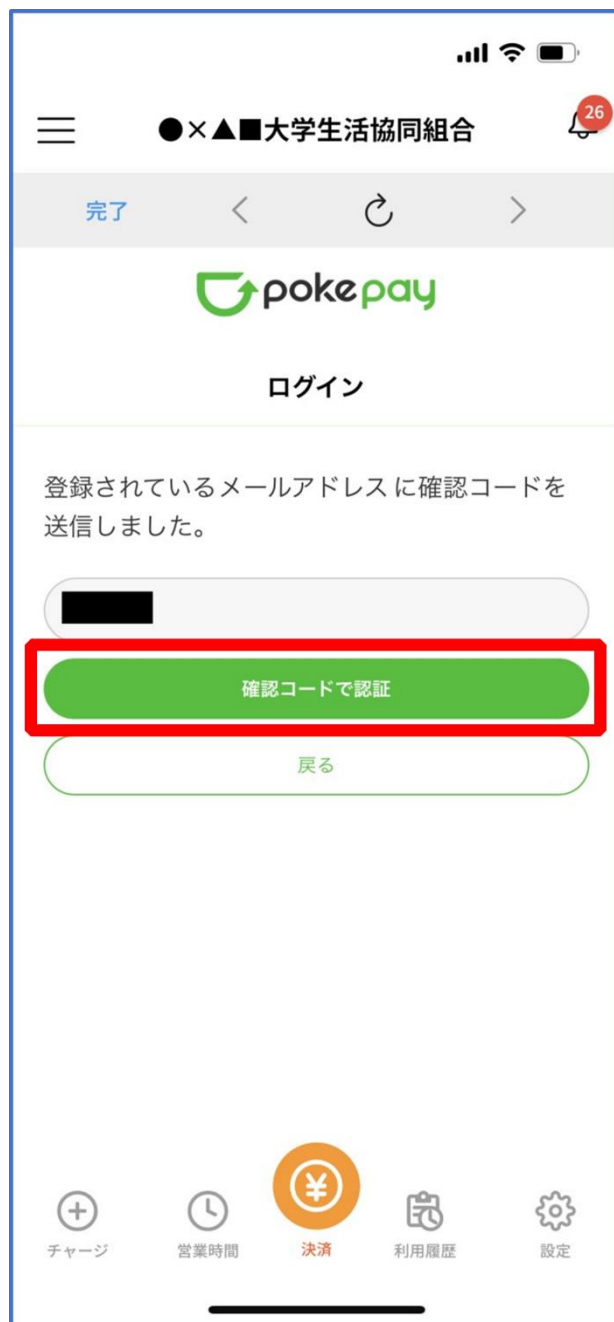 26
●×▲■大学生活協同組合
完了
pokepay
ログイン
登録されているメールアドレスに確認コードを
送信しました。
確認コードで認証
戻る
チャージ
営業時間
決済
利用履歴
設定